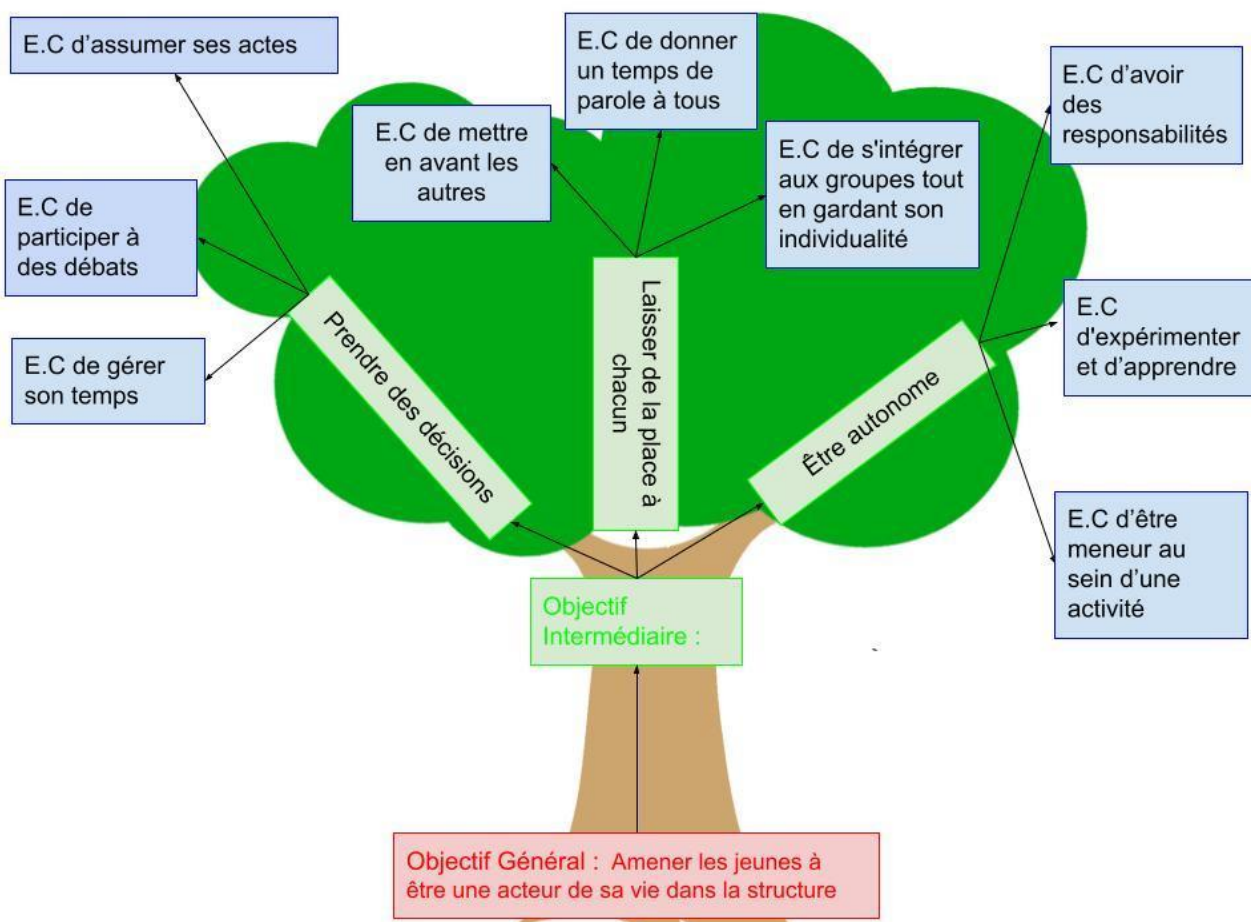 E.C d’assumer ses actes
E.C de donner
un temps de
parole à tous
E.C d’avoir
des
responsabilités
E.C de mettre
en avant les
autres
E.C de s'intégrer
aux groupes tout
en gardant son
individualité
E.C de
participer à
des débats
E.C de gérer
son temps
E.C
d'expérimenter
et d’apprendre
E.C d’être
meneur au
sein d’une
activité
Prendre des décisions
Laisser de la place à
chacun
Être autonome
Objectif
Intermédiaire :
Objectif Général : Amener les jeunes à
être une acteur de sa vie dans la structure